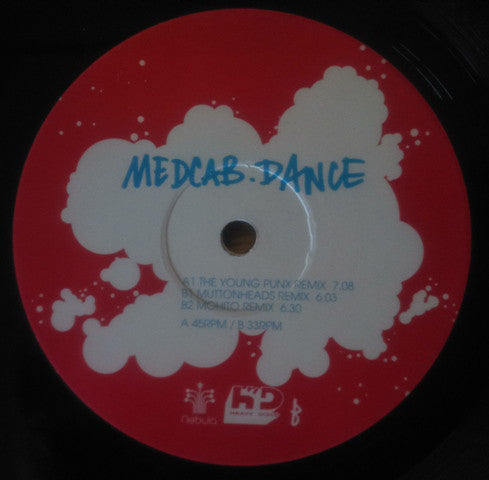 MEDCAB.DANCE
A1 THE YOUNG PUNX REMIX 7.08
B1 MUTTONHEADS REMIX 6.03
B2 MOHITO REMIX 6.30
A 45RPM / B 33RPM
Nebula